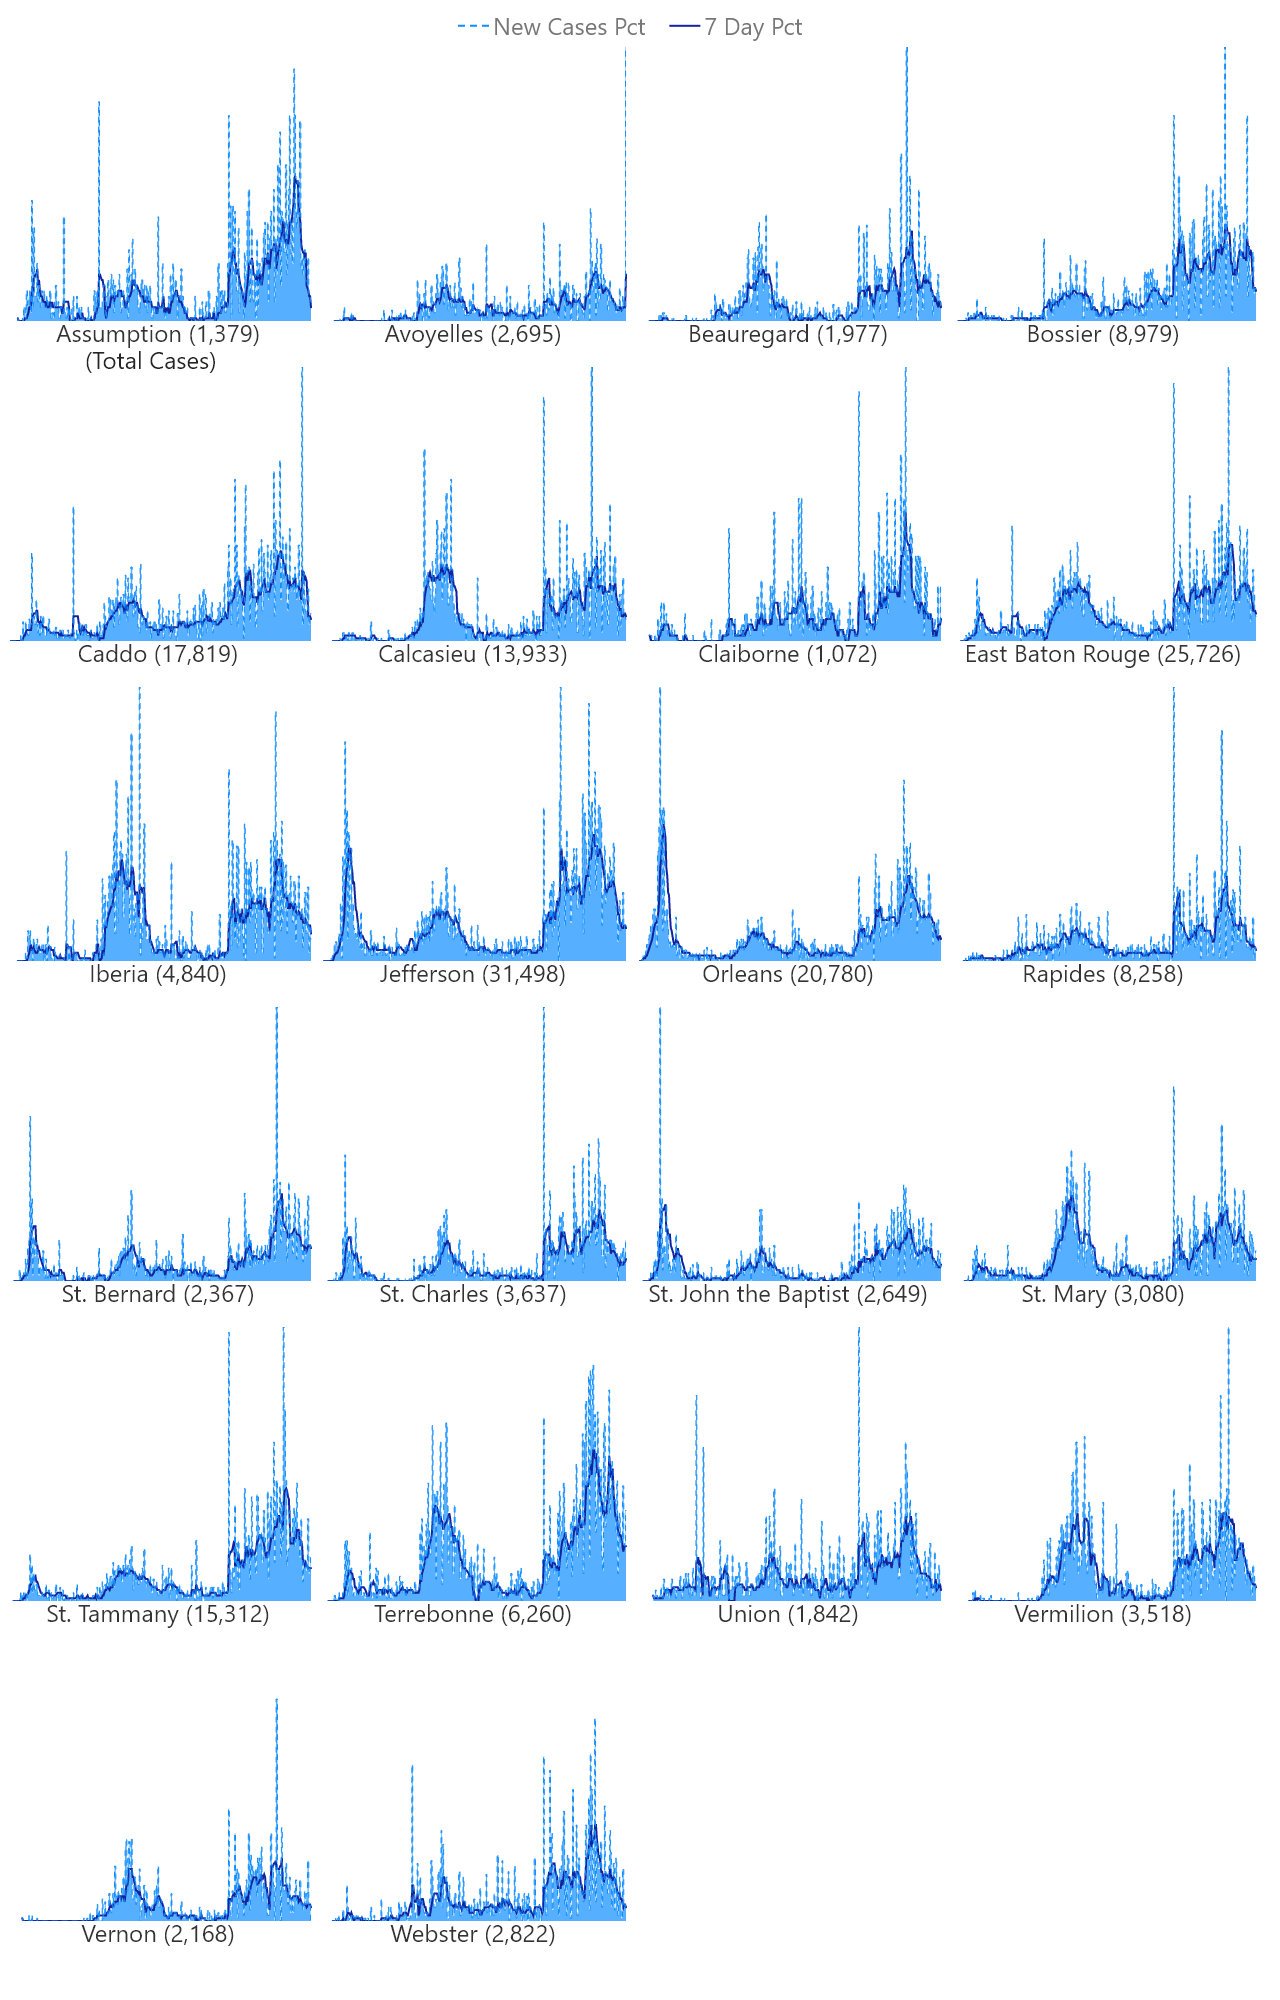 New Cases Pct 7 Day Pct
Assumption (1,379)
(Total Cases)
Avoyelles (2,695)
Beauregard (1,977)
Bossier (8,979)
Caddo (17,819)
Calcasieu (13,933)
Claiborne (1,072)
East Baton Rouge (25,726)
Iberia (4,840)
Jefferson (31,498)
Orleans (20,780)
Rapides (8,258)
St. Bernard (2,367)
St. Charles (3,637)
St. John the Baptist (2,649)
St. Mary (3,080)
St. Tammany (15,312)
Terrebonne (6,260)
Union (1,842)
Vermilion (3,518)
Vernon (2,168)
Webster (2,822)